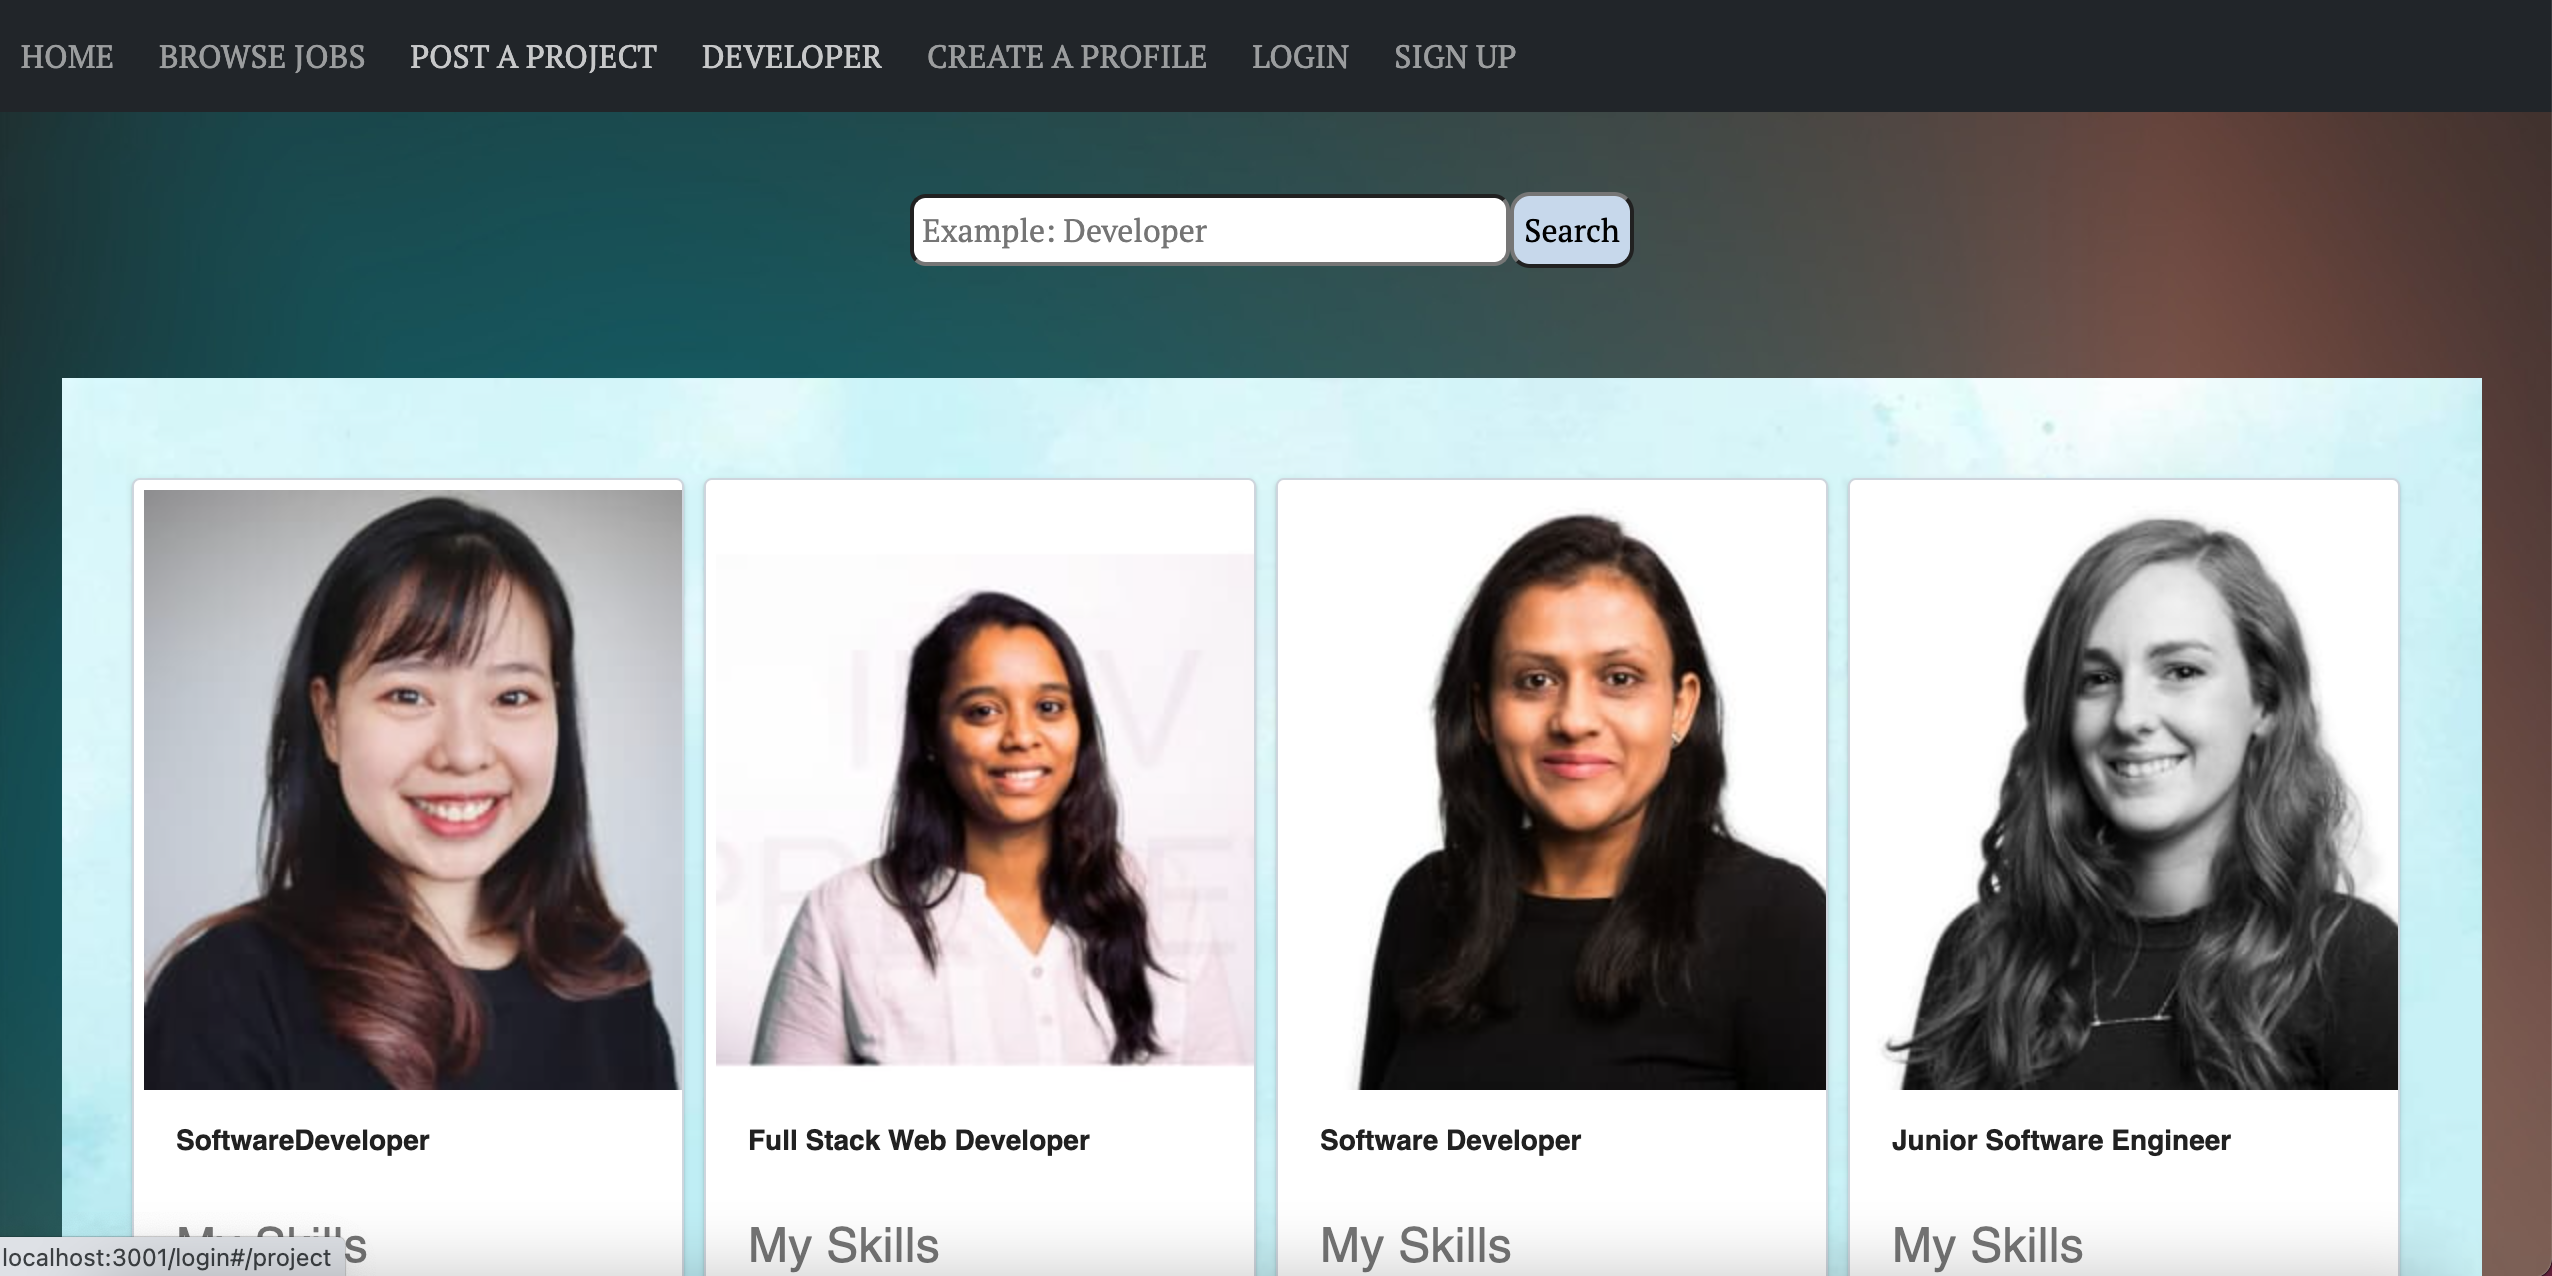 HOME BROWSE JOBS POST A PROJECT DEVELOPER CREATE A PROFILE LOGIN SIGN UP
Example: Developer Search
SoftwareDeveloper Full Stack Web Developer Software Developer Junior Software Engineer
My Skills My Skills My Skills My Skills
localhost:3001/login#/project